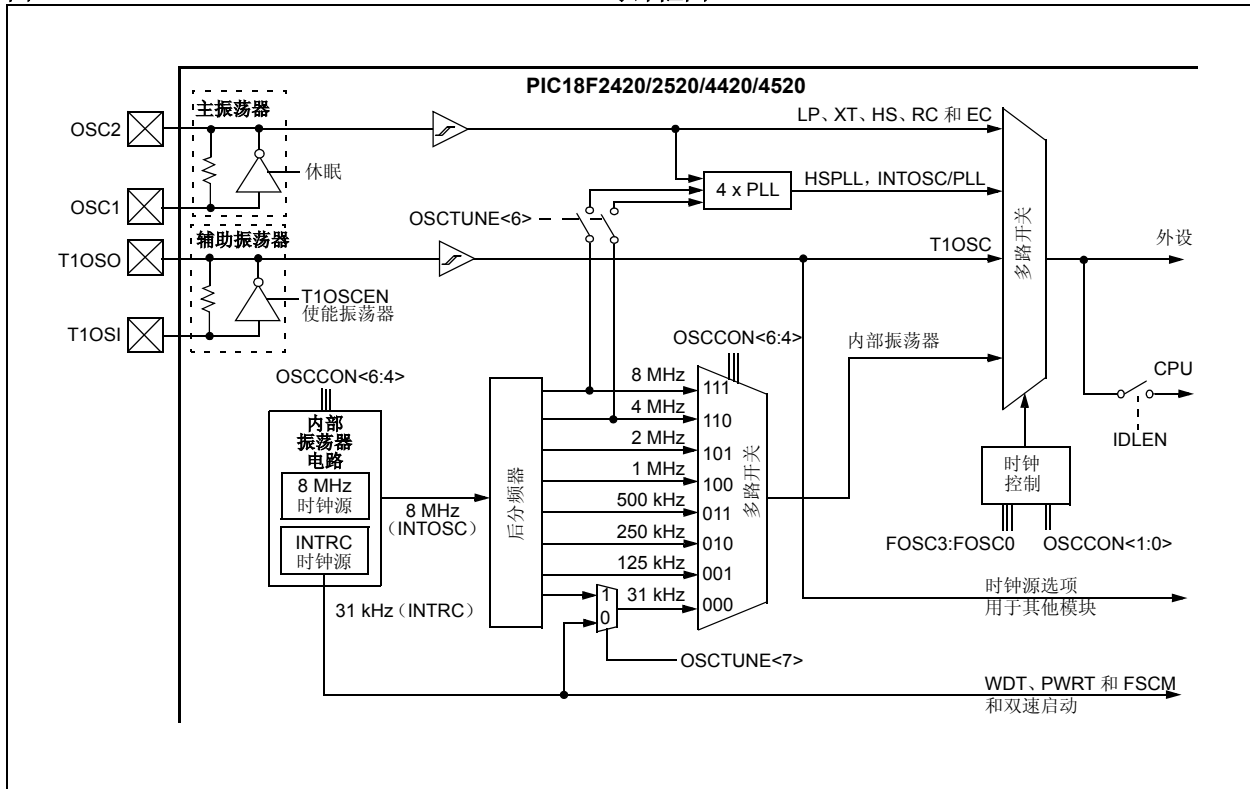 PIC18F2420/2520/4420/4520
主振荡器
OSC2
休眠
OSC1
LP、XT、HS、RC 和 EC
4 x PLL
HSPLL，INTOSC/PLL
OSCTUNE<6>
辅助振荡器
T1OSO
T1OSC
T1OSCEN
使能振荡器
T1OSI
多路开关
外设
CPU
IDLEN
内部振荡器
时钟
控制
FOSC3:FOSC0
OSCCON<1:0>
OSCCON<6:4>
内部
振荡器
电路
8 MHz
时钟源
INTRC
时钟源
8 MHz
（INTOSC）
31 kHz（INTRC）
后分频器
OSCCON<6:4>
8 MHz
111
4 MHz
110
2 MHz
101
1 MHz
100
500 kHz
011
250 kHz
010
125 kHz
001
1
0
31 kHz
000
多路开关
OSCTUNE<7>
时钟源选项
用于其他模块
WDT、PWRT 和 FSCM
和双速启动